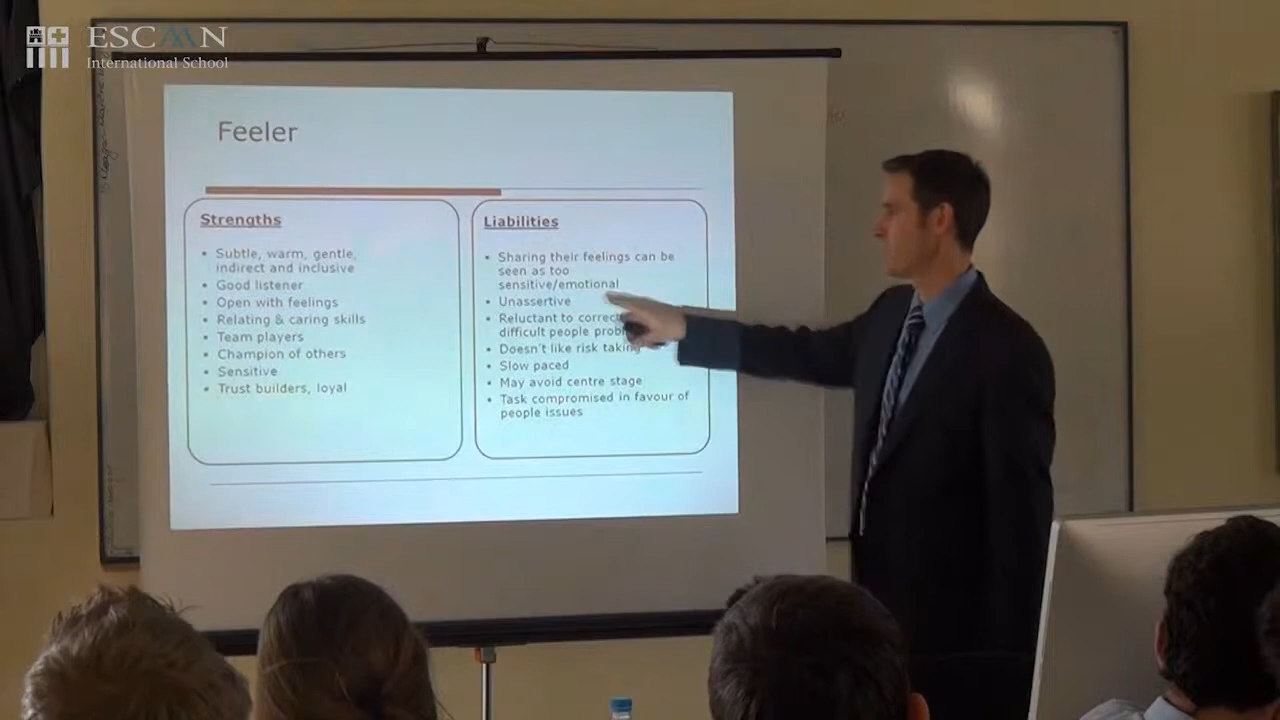 ESCMN
International School
Feeler
Strengths
• Subtle, warm, gentle,
indirect and inclusive
• Good listener
• Open with feelings
• Relating & caring skills
• Team players
• Champion of others
• Sensitive
• Trust builders, loyal
Liabilities
• Sharing their feelings can be
seen as too
sensitive/emotional
• Unassertive
• Reluctant to correct
difficult people
• Doesn't like risk taking
• Slow paced
• May avoid centre stage
• Task compromised in favour of
people issues